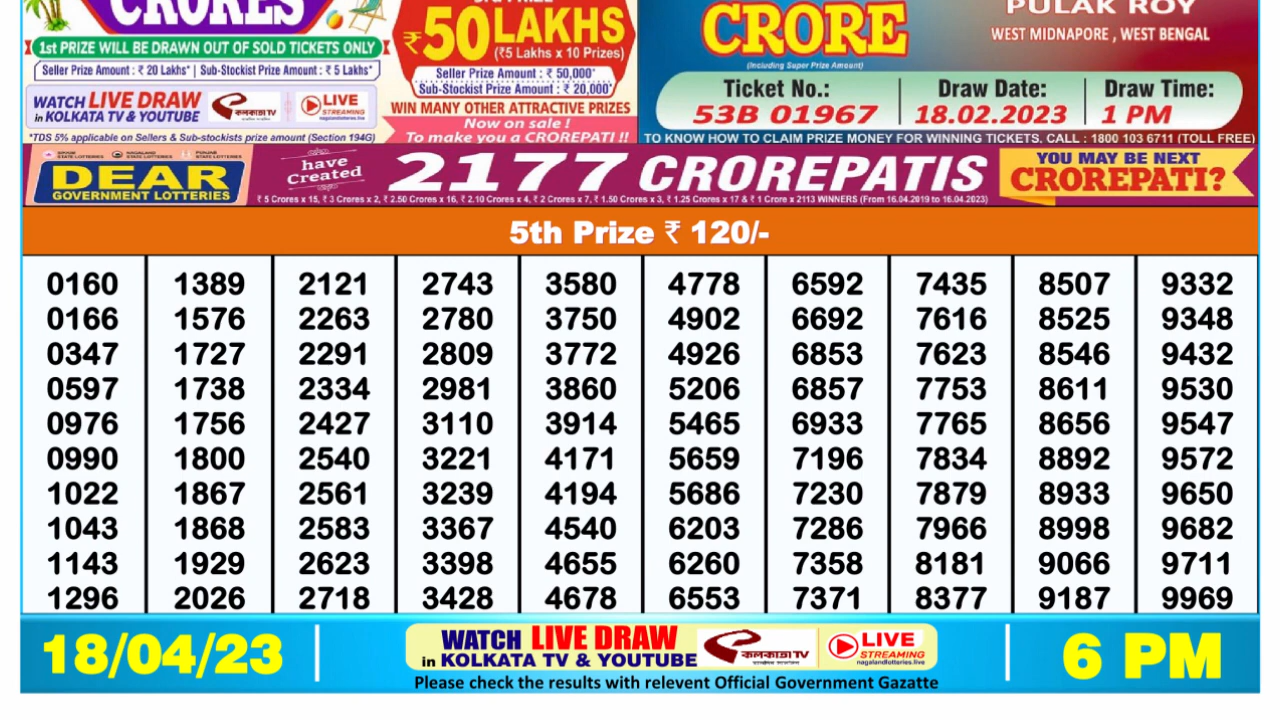 CRORES
1st PRIZE WILL BE DRAWN OUT OF SOLD TICKETS ONLY
Seller Prize Amount : ₹ 20 Lakhs* | Sub-Stockist Prize Amount : ₹ 5 Lakhs*
WATCH LIVE DRAW
in KOLKATA TV & YOUTUBE
কলকাতা TV
LIVE
STREAMING
*TDS 5% applicable on Sellers & Sub-stockists prize amount (Section 194G)
₹50 LAKHS
(₹5 Lakhs x 10 Prizes)
Seller Prize Amount : ₹ 50,000*
Sub-Stockist Prize Amount : ₹ 20,000*
WIN MANY OTHER ATTRACTIVE PRIZES
Now on sale !
To make you a CROREPATI !!
CRORE
(Including Super Prize Amount)
PULAK ROY
WEST MIDNAPORE , WEST BENGAL
Ticket No.: Draw Date: Draw Time:
53B 01967 18.02.2023 1 PM
TO KNOW HOW TO CLAIM PRIZE MONEY FOR WINNING TICKETS. CALL : 1800 103 6711 (TOLL FREE)
STATE LOTTERIES NAGALAND STATE LOTTERIES PUNJAB STATE LOTTERIES
DEAR
GOVERNMENT LOTTERIES
have
Created
2177 CROREPATIS
₹ 5 Crores x 15, ₹ 3 Crores x 2, ₹ 2.50 Crores x 16, ₹ 2.10 Crores x 4, ₹ 2 Crores x 7, ₹ 1.50 Crores x 3, ₹ 1.25 Crores x 17 & ₹ 1 Crore x 2113 WINNERS (From 16.04.2019 to 16.04.2023)
YOU MAY BE NEXT
CROREPATI?
5th Prize ₹ 120/-
0160 1389 2121 2743 3580 4778 6592 7435 8507 9332
0166 1576 2263 2780 3750 4902 6692 7616 8525 9348
0347 1727 2291 2809 3772 4926 6853 7623 8546 9432
0597 1738 2334 2981 3860 5206 6857 7753 8611 9530
0976 1756 2427 3110 3914 5465 6933 7765 8656 9547
0990 1800 2540 3221 4171 5659 7196 7834 8892 9572
1022 1867 2561 3239 4194 5686 7230 7879 8933 9650
1043 1868 2583 3367 4540 6203 7286 7966 8998 9682
1143 1929 2623 3398 4655 6260 7358 8181 9066 9711
1296 2026 2718 3428 4678 6553 7371 8377 9187 9969
18/04/23
WATCH LIVE DRAW
in KOLKATA TV & YOUTUBE
কলকাতা TV
LIVE
STREAMING
nagalandlotteries.live
Please check the results with relevent Official Government Gazatte
6 PM